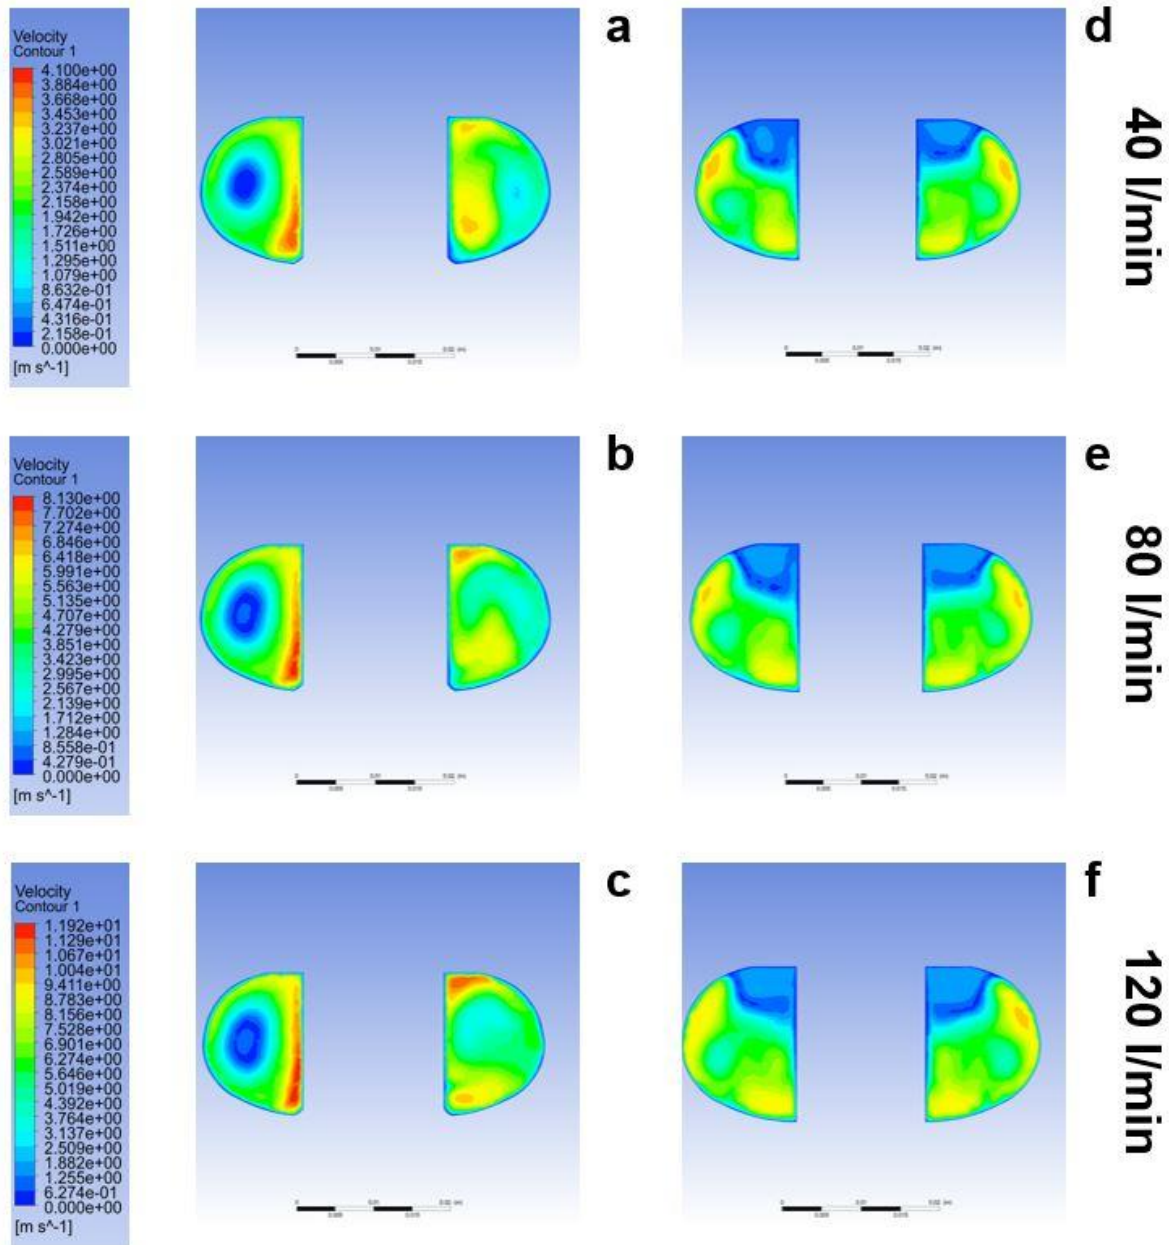 Velocity
Contour 1
4.100e+00
3.884e+00
3.668e+00
3.453e+00
3.237e+00
3.021e+00
2.805e+00
2.589e+00
2.374e+00
2.158e+00
1.942e+00
1.726e+00
1.511e+00
1.295e+00
1.079e+00
8.632e-01
6.474e-01
4.316e-01
2.158e-01
0.000e+00
[m s^-1]
a
d
40 l/min
Velocity
Contour 1
8.130e+00
7.702e+00
7.274e+00
6.846e+00
6.418e+00
5.991e+00
5.563e+00
5.135e+00
4.707e+00
4.279e+00
3.851e+00
3.423e+00
2.995e+00
2.567e+00
2.139e+00
1.712e+00
1.284e+00
8.558e-01
4.279e-01
0.000e+00
[m s^-1]
b
e
80 l/min
Velocity
Contour 1
1.192e+01
1.129e+01
1.067e+01
1.004e+01
9.411e+00
8.783e+00
8.156e+00
7.528e+00
6.901e+00
6.274e+00
5.646e+00
5.019e+00
4.392e+00
3.764e+00
3.137e+00
2.509e+00
1.882e+00
1.255e+00
6.274e-01
0.000e+00
[m s^-1]
c
f
120 l/min